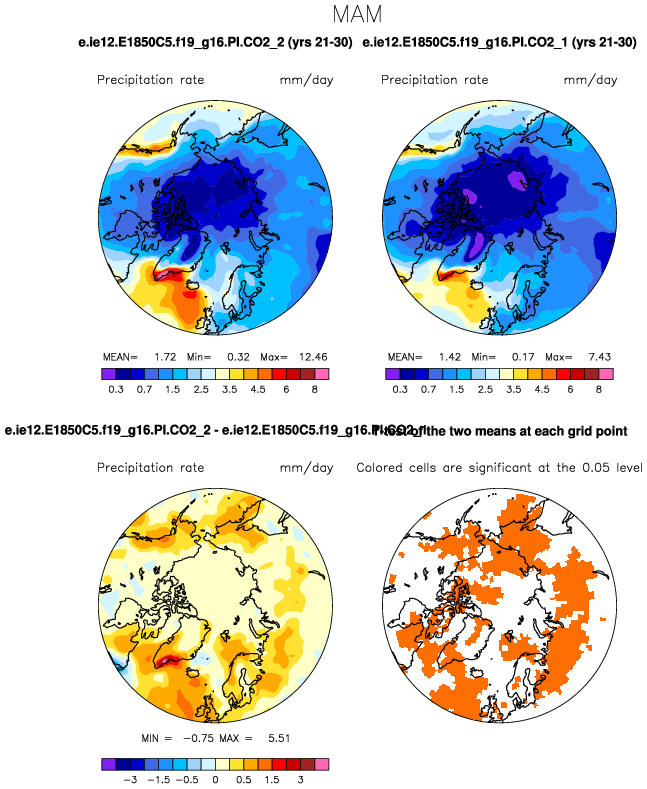 MAM
e.ie12.E1850C5.f19_g16.PI.CO2_2 (yrs 21-30) e.ie12.E1850C5.f19_g16.PI.CO2_1 (yrs 21-30)
Precipitation rate mm/day Precipitation rate mm/day
MEAN= 1.72 Min= 0.32 Max= 12.46 MEAN= 1.42 Min= 0.17 Max= 7.43
0.3 0.7 1.5 2.5 3.5 4.5 6 8 0.3 0.7 1.5 2.5 3.5 4.5 6 8
e.ie12.E1850C5.f19_g16.PI.CO2_2 - e.ie12.E1850C5.f19_g16.PI.CO2_1 T-test of the two means at each grid point
Precipitation rate mm/day Colored cells are significant at the 0.05 level
MIN = -0.75 MAX = 5.51
-3 -1.5 -0.5 0 0.5 1.5 3